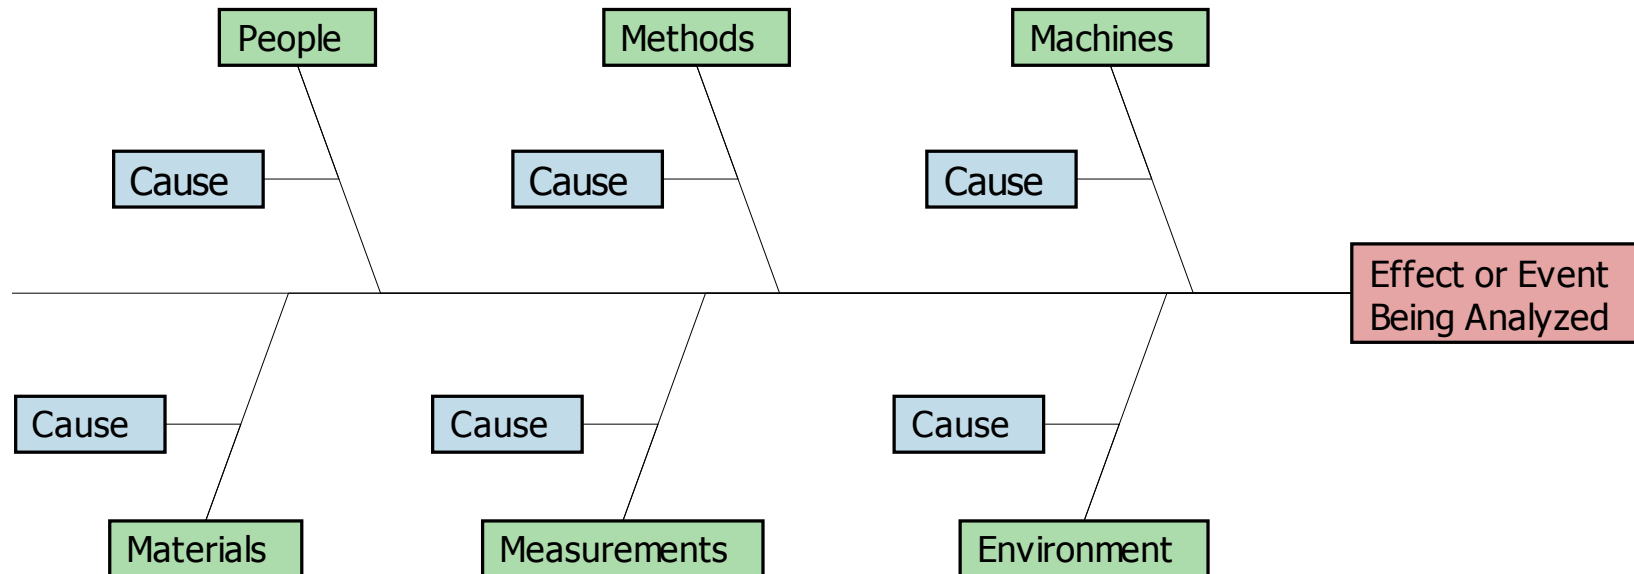 People
Methods
Machines
Cause
Cause
Cause
Effect or Event
Being Analyzed
Cause
Cause
Cause
Materials
Measurements
Environment